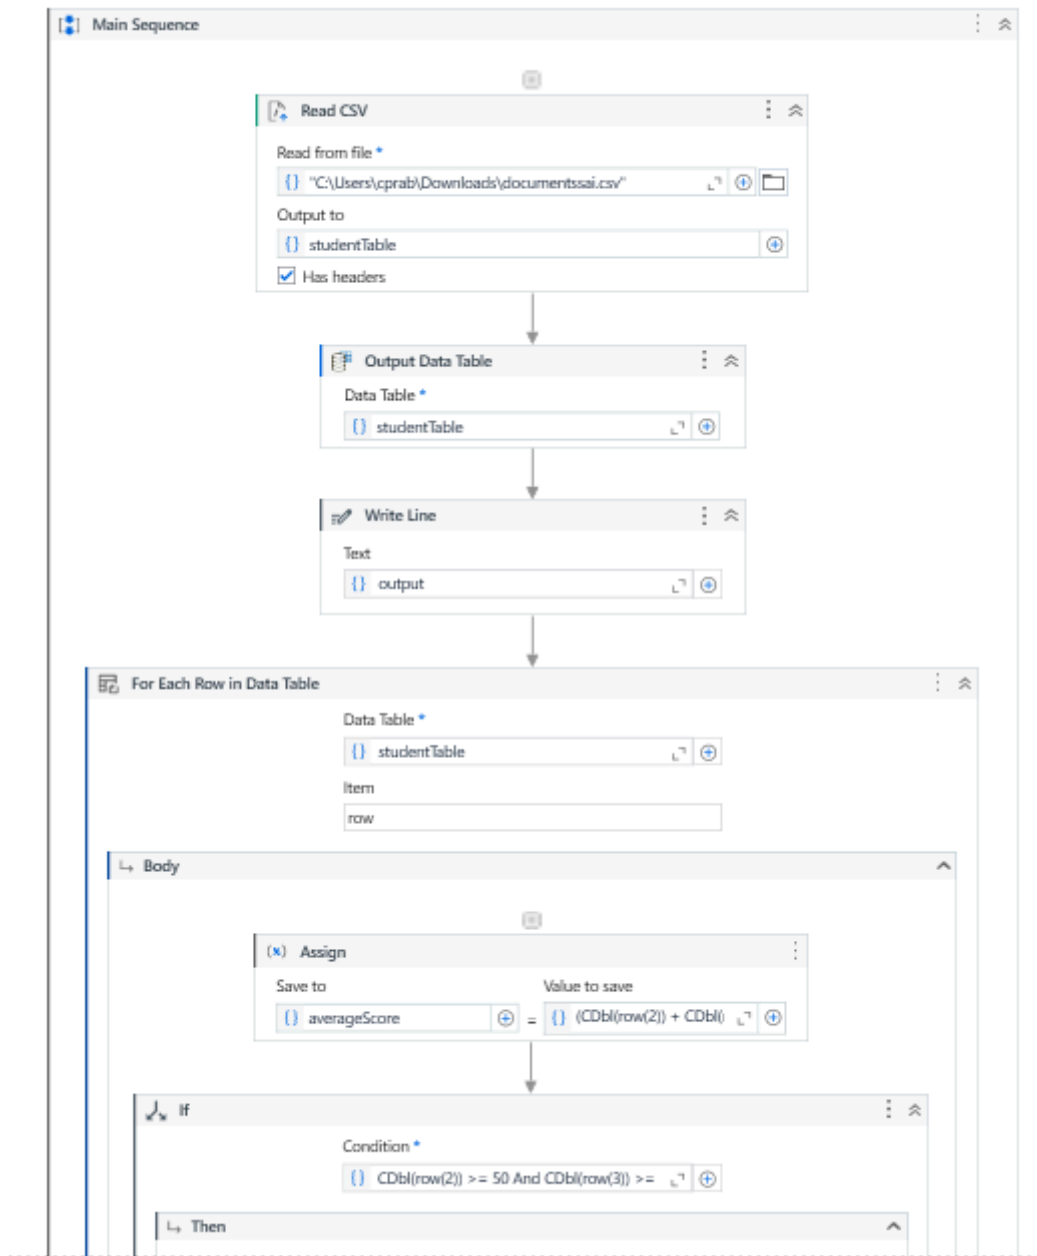 Main Sequence
Read CSV
Read from file *
"C:\Users\cprab\Downloads\documentssai.csv"
Output to
studentTable
Has headers
Output Data Table
Data Table *
studentTable
Write Line
Text
output
For Each Row in Data Table
Data Table *
studentTable
Item
row
Body
(x) Assign
Save to Value to save
averageScore = (CDbl(row(2)) + CDbl(
If
Condition *
CDbl(row(2)) >= 50 And CDbl(row(3)) >=
Then